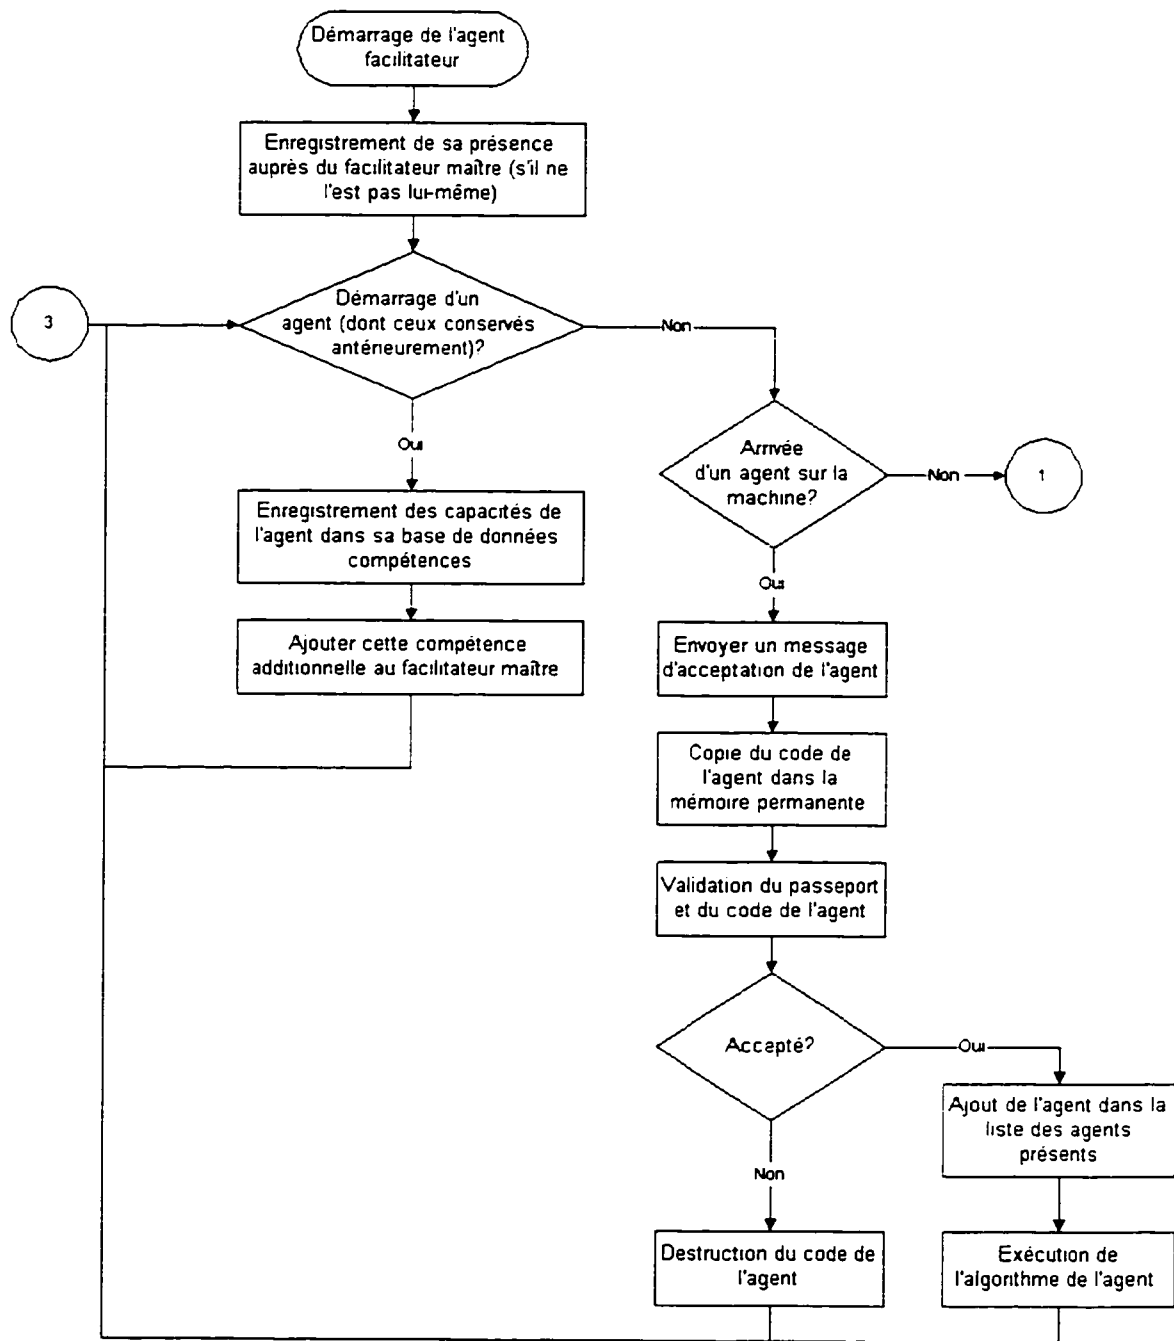 Démarrage de l'agent
facilitateur
Enregistrement de sa présence
auprès du facilitateur maître (s'il ne
l'est pas lui-même)
3
Démarrage d'un
agent (dont ceux conservés
antérieurement)?
Non
Oui
Arrivée
d'un agent sur la
machine?
Non
1
Enregistrement des capacités de
l'agent dans sa base de données
compétences
Oui
Ajouter cette compétence
additionnelle au facilitateur maître
Envoyer un message
d'acceptation de l'agent
Copie du code de
l'agent dans la
mémoire permanente
Validation du passeport
et du code de l'agent
Accepté?
Oui
Ajout de l'agent dans la
liste des agents
présents
Non
Destruction du code de
l'agent
Exécution de
l'algorithme de l'agent